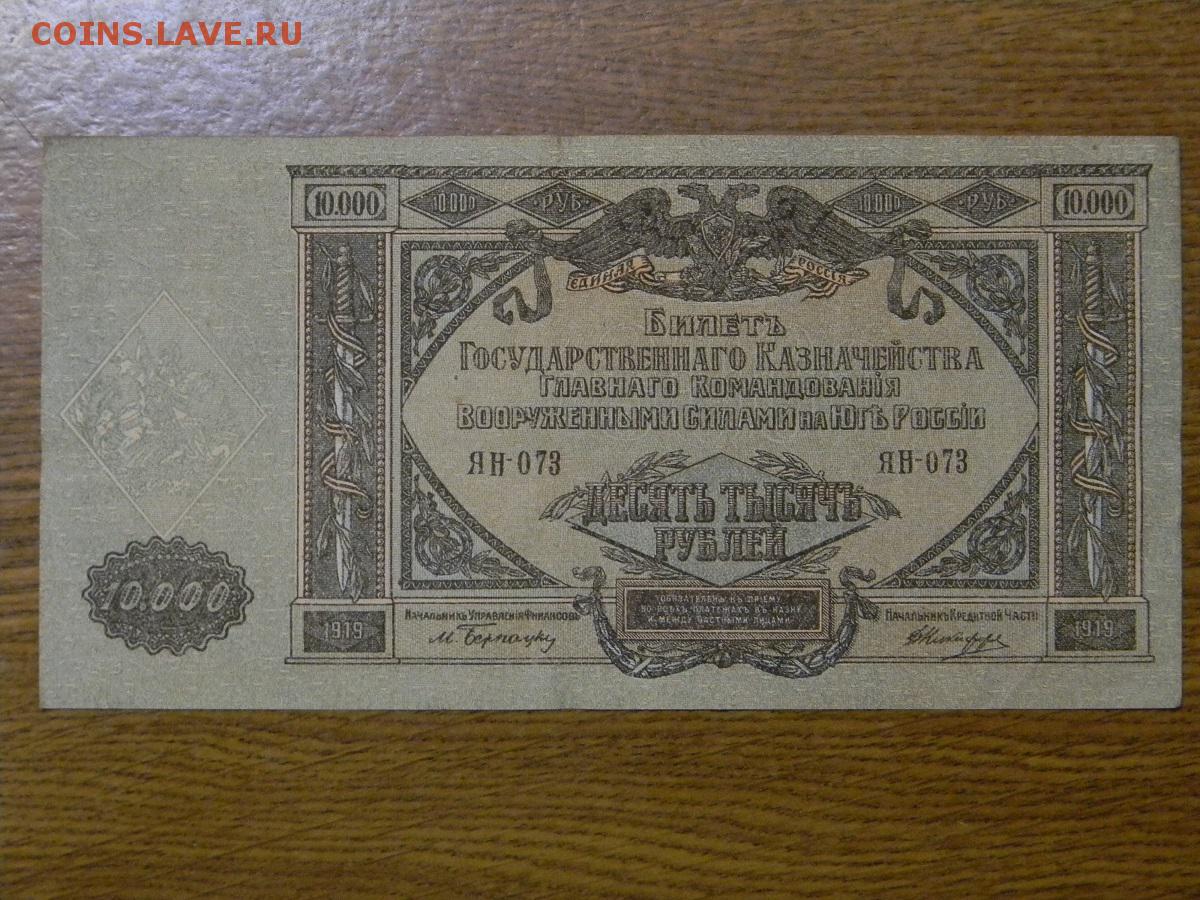 COINS.LAVE.RU
10.000 10.000 РУБ 10.000 РУБ 10.000
ЕДИНАЯ РОССІЯ
БИЛЕТЪ
ГОСУДАРСТВЕННАГО КАЗНАЧЕЙСТВА
ГЛАВНАГО КОМАНДОВАНІЯ
ВООРУЖЕННЫМИ СИЛАМИ НА ЮГѢ РОССІИ
ЯН-073 ЯН-073
ДЕСЯТЬ ТЫСЯЧЪ
РУБЛЕЙ
10.000
ОБЯЗАТЕЛЕНЪ КЪ ПРІЕМУ
ВО ВСѢХЪ ПЛАТЕЖАХЪ ВЪ КАЗНУ
И МЕЖДУ ЧАСТНЫМИ ЛИЦАМИ
НАЧАЛЬНИКЪ УПРАВЛЕНІЯ ФИНАНСОВЪ НАЧАЛЬНИКЪ КРЕДИТНОЙ ЧАСТИ
1919 1919